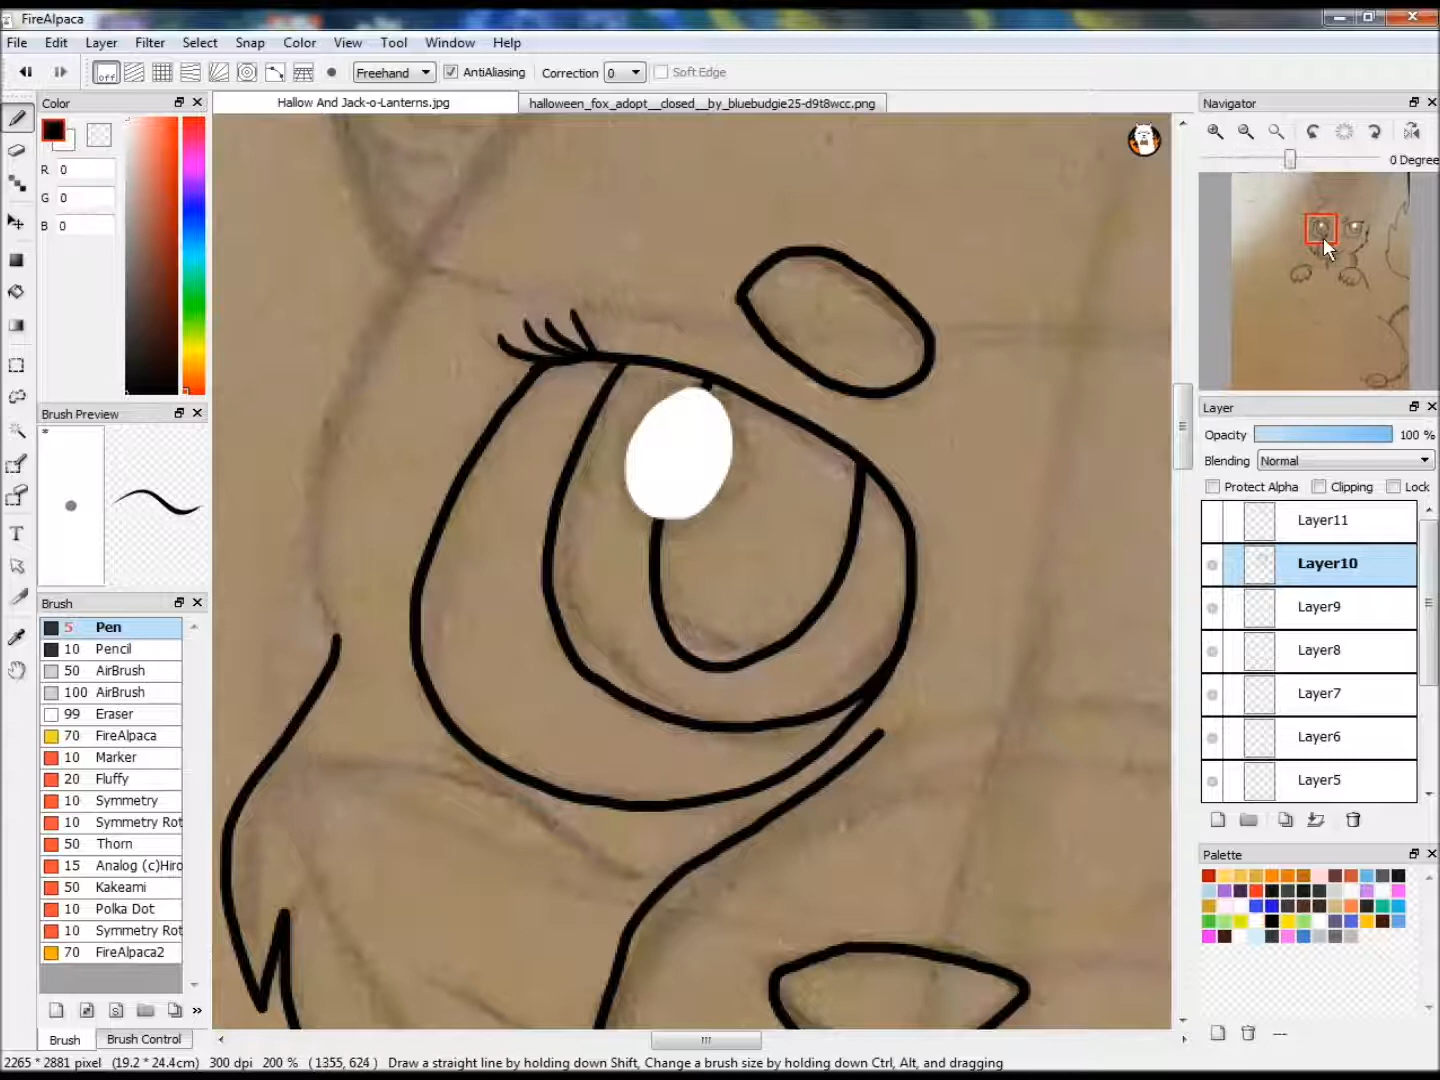 FireAlpaca
File Edit Layer Filter Select Snap Color View Tool Window Help
off Freehand AntiAliasing Correction 0 Soft Edge
Color
Hallow And Jack-o-Lanterns.jpg
halloween_fox_adopt__closed__by_bluebudgie25-d9t8wcc.png
Navigator
R 0
G 0
B 0
0 Degree
Brush Preview
*
Layer
Opacity 100 %
Blending Normal
Protect Alpha Clipping Lock
Layer11
Layer10
Layer9
Layer8
Layer7
Layer6
Layer5
Brush
5 Pen
10 Pencil
50 AirBrush
100 AirBrush
99 Eraser
70 FireAlpaca
10 Marker
20 Fluffy
10 Symmetry
10 Symmetry Rot
50 Thorn
15 Analog (c)Hiro
50 Kakeami
10 Polka Dot
10 Symmetry Rot
70 FireAlpaca2
Palette
Brush Brush Control
2265 * 2881 pixel (19.2 * 24.4cm) 300 dpi 200 % ( 1355, 624 ) Draw a straight line by holding down Shift, Change a brush size by holding down Ctrl, Alt, and dragging